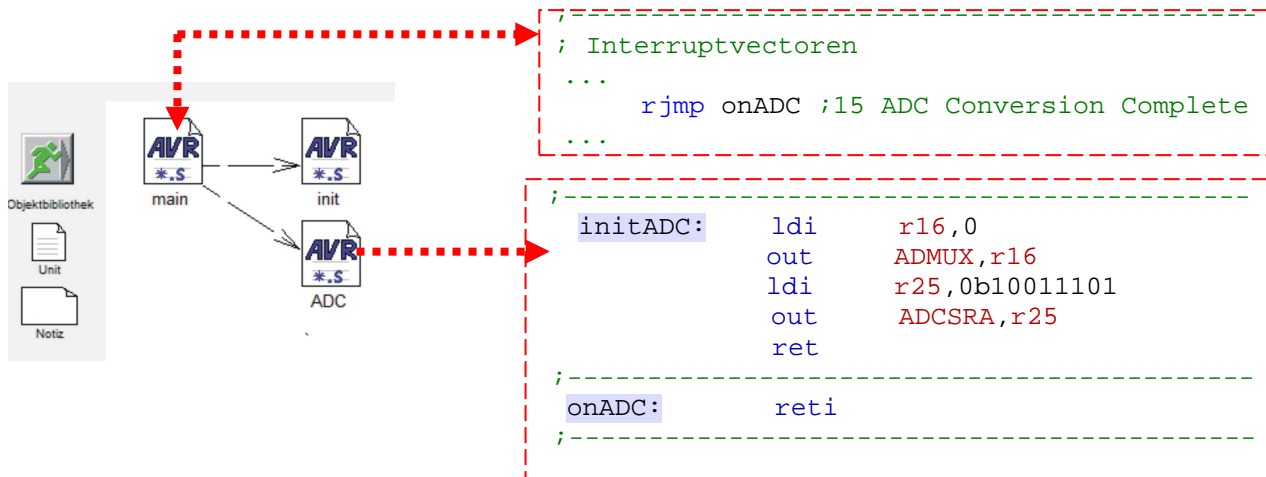 ;-------------------------------------------
; Interruptvectoren
...
rjmp onADC ;15 ADC Conversion Complete
...
AVR
*.S
main
AVR
*.S
init
AVR
*.S
ADC
Objektbibliothek
Unit
Notiz
;-------------------------------------------
initADC: ldi r16,0
out ADMUX,r16
ldi r25,0b10011101
out ADCSRA,r25
ret
;-------------------------------------------
onADC: reti
;-------------------------------------------